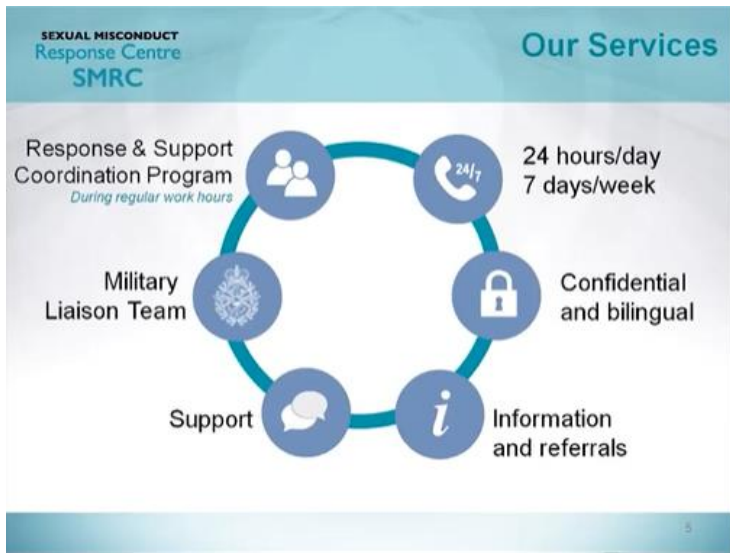 SEXUAL MISCONDUCT
Response Centre
SMRC
Our Services
Response & Support
Coordination Program
During regular work hours
24/7
24 hours/day
7 days/week
Military
Liaison Team
Confidential
and bilingual
Support
i
Information
and referrals
5